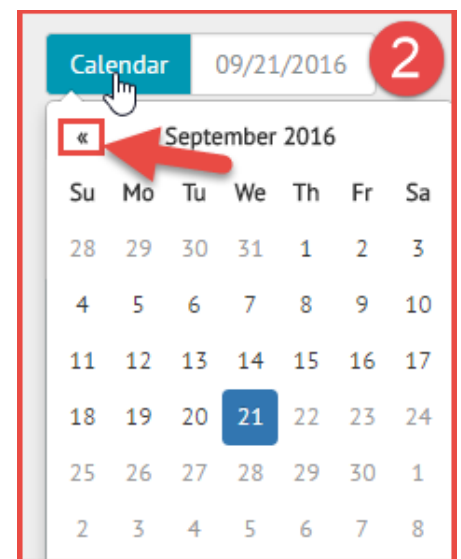 Calendar 09/21/2016 2
« September 2016
Su Mo Tu We Th Fr Sa
28 29 30 31 1 2 3
4 5 6 7 8 9 10
11 12 13 14 15 16 17
18 19 20 21 22 23 24
25 26 27 28 29 30 1
2 3 4 5 6 7 8